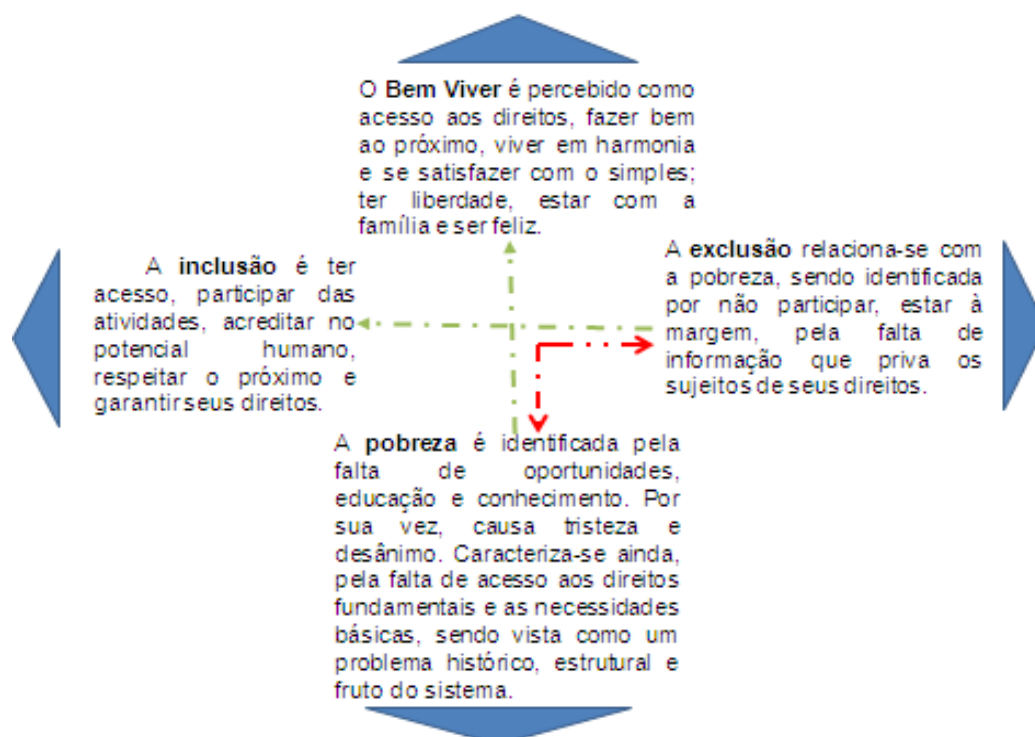 O Bem Viver é percebido como
acesso aos direitos, fazer bem
ao próximo, viver em harmonia
e se satisfazer com o simples;
ter liberdade, estar com a
família e ser feliz.
A inclusão é ter
acesso, participar das
atividades, acreditar no
potencial humano,
respeitar o próximo e
garantir seus direitos.
A exclusão relaciona-se com
a pobreza, sendo identificada
por não participar, estar à
margem, pela falta de
informação que priva os
sujeitos de seus direitos.
A pobreza é identificada pela
falta de oportunidades,
educação e conhecimento. Por
sua vez, causa tristeza e
desânimo. Caracteriza-se ainda,
pela falta de acesso aos direitos
fundamentais e as necessidades
básicas, sendo vista como um
problema histórico, estrutural e
fruto do sistema.